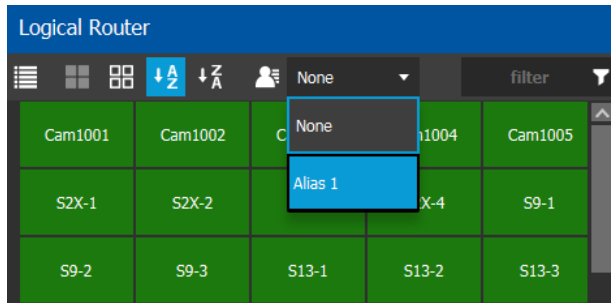 Logical Router
None
filter
None
Alias 1
Cam1001
Cam1002
C
1004
Cam1005
S2X-1
S2X-2
X-4
S9-1
S9-2
S9-3
S13-1
S13-2
S13-3